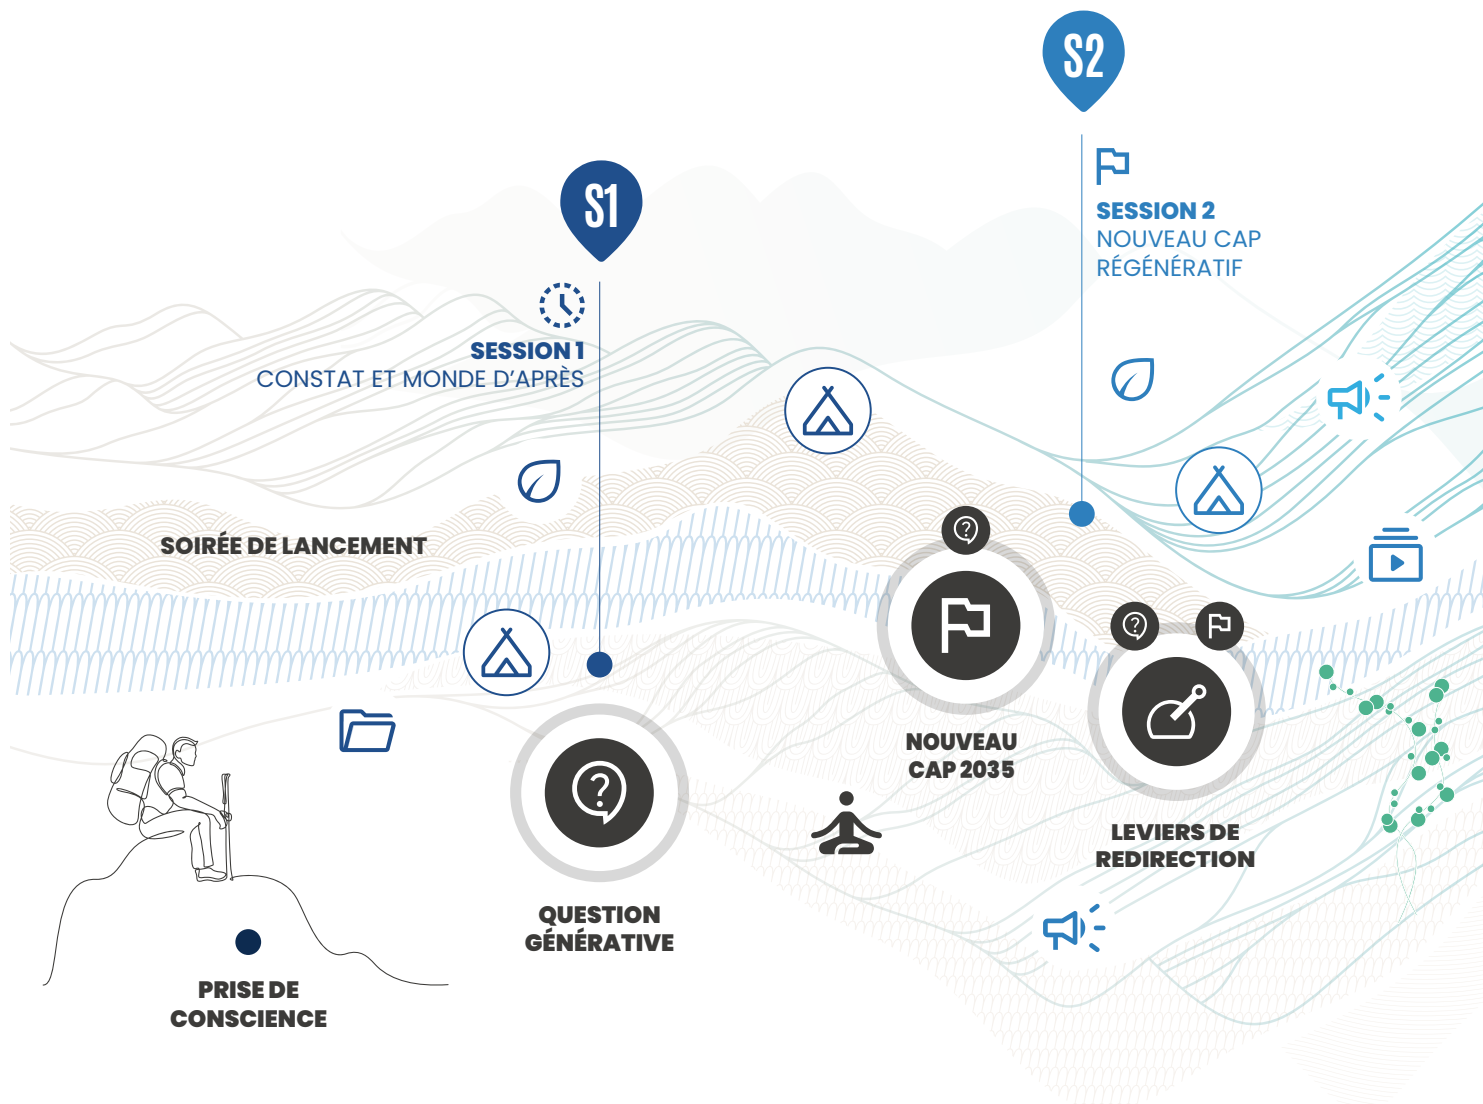 S2
SESSION 2
NOUVEAU CAP
RÉGÉNÉRATIF
S1
SESSION 1
CONSTAT ET MONDE D'APRÈS
SOIRÉE DE LANCEMENT
NOUVEAU
CAP 2035
LEVIERS DE
REDIRECTION
QUESTION
GÉNÉRATIVE
PRISE DE
CONSCIENCE